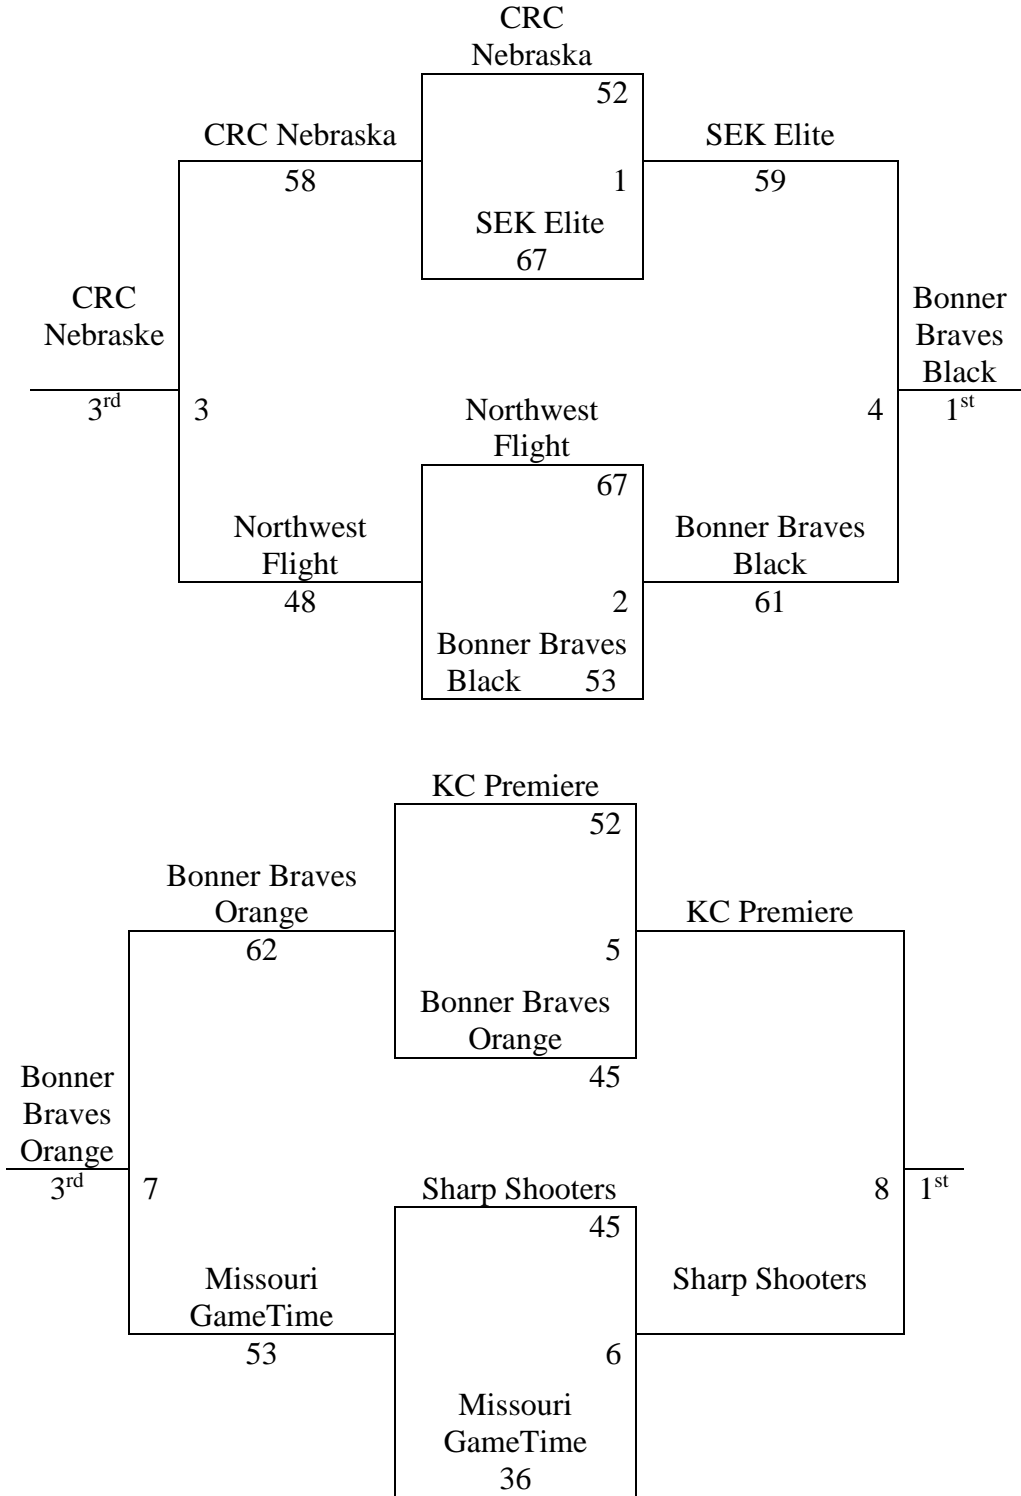 CRC
Nebraska
52
CRC Nebraska
SEK Elite
58
1
59
SEK Elite
67
CRC
Nebraske
Bonner
Braves
Black
3rd
3
Northwest
Flight
4
1st
67
Northwest
Flight
Bonner Braves
Black
48
2
61
Bonner Braves
Black 53
KC Premiere
52
Bonner Braves
Orange
KC Premiere
62
5
Bonner Braves
Orange
45
Bonner
Braves
Orange
3rd
7
Sharp Shooters
8
1st
45
Missouri
GameTime
Sharp Shooters
53
6
Missouri
GameTime
36